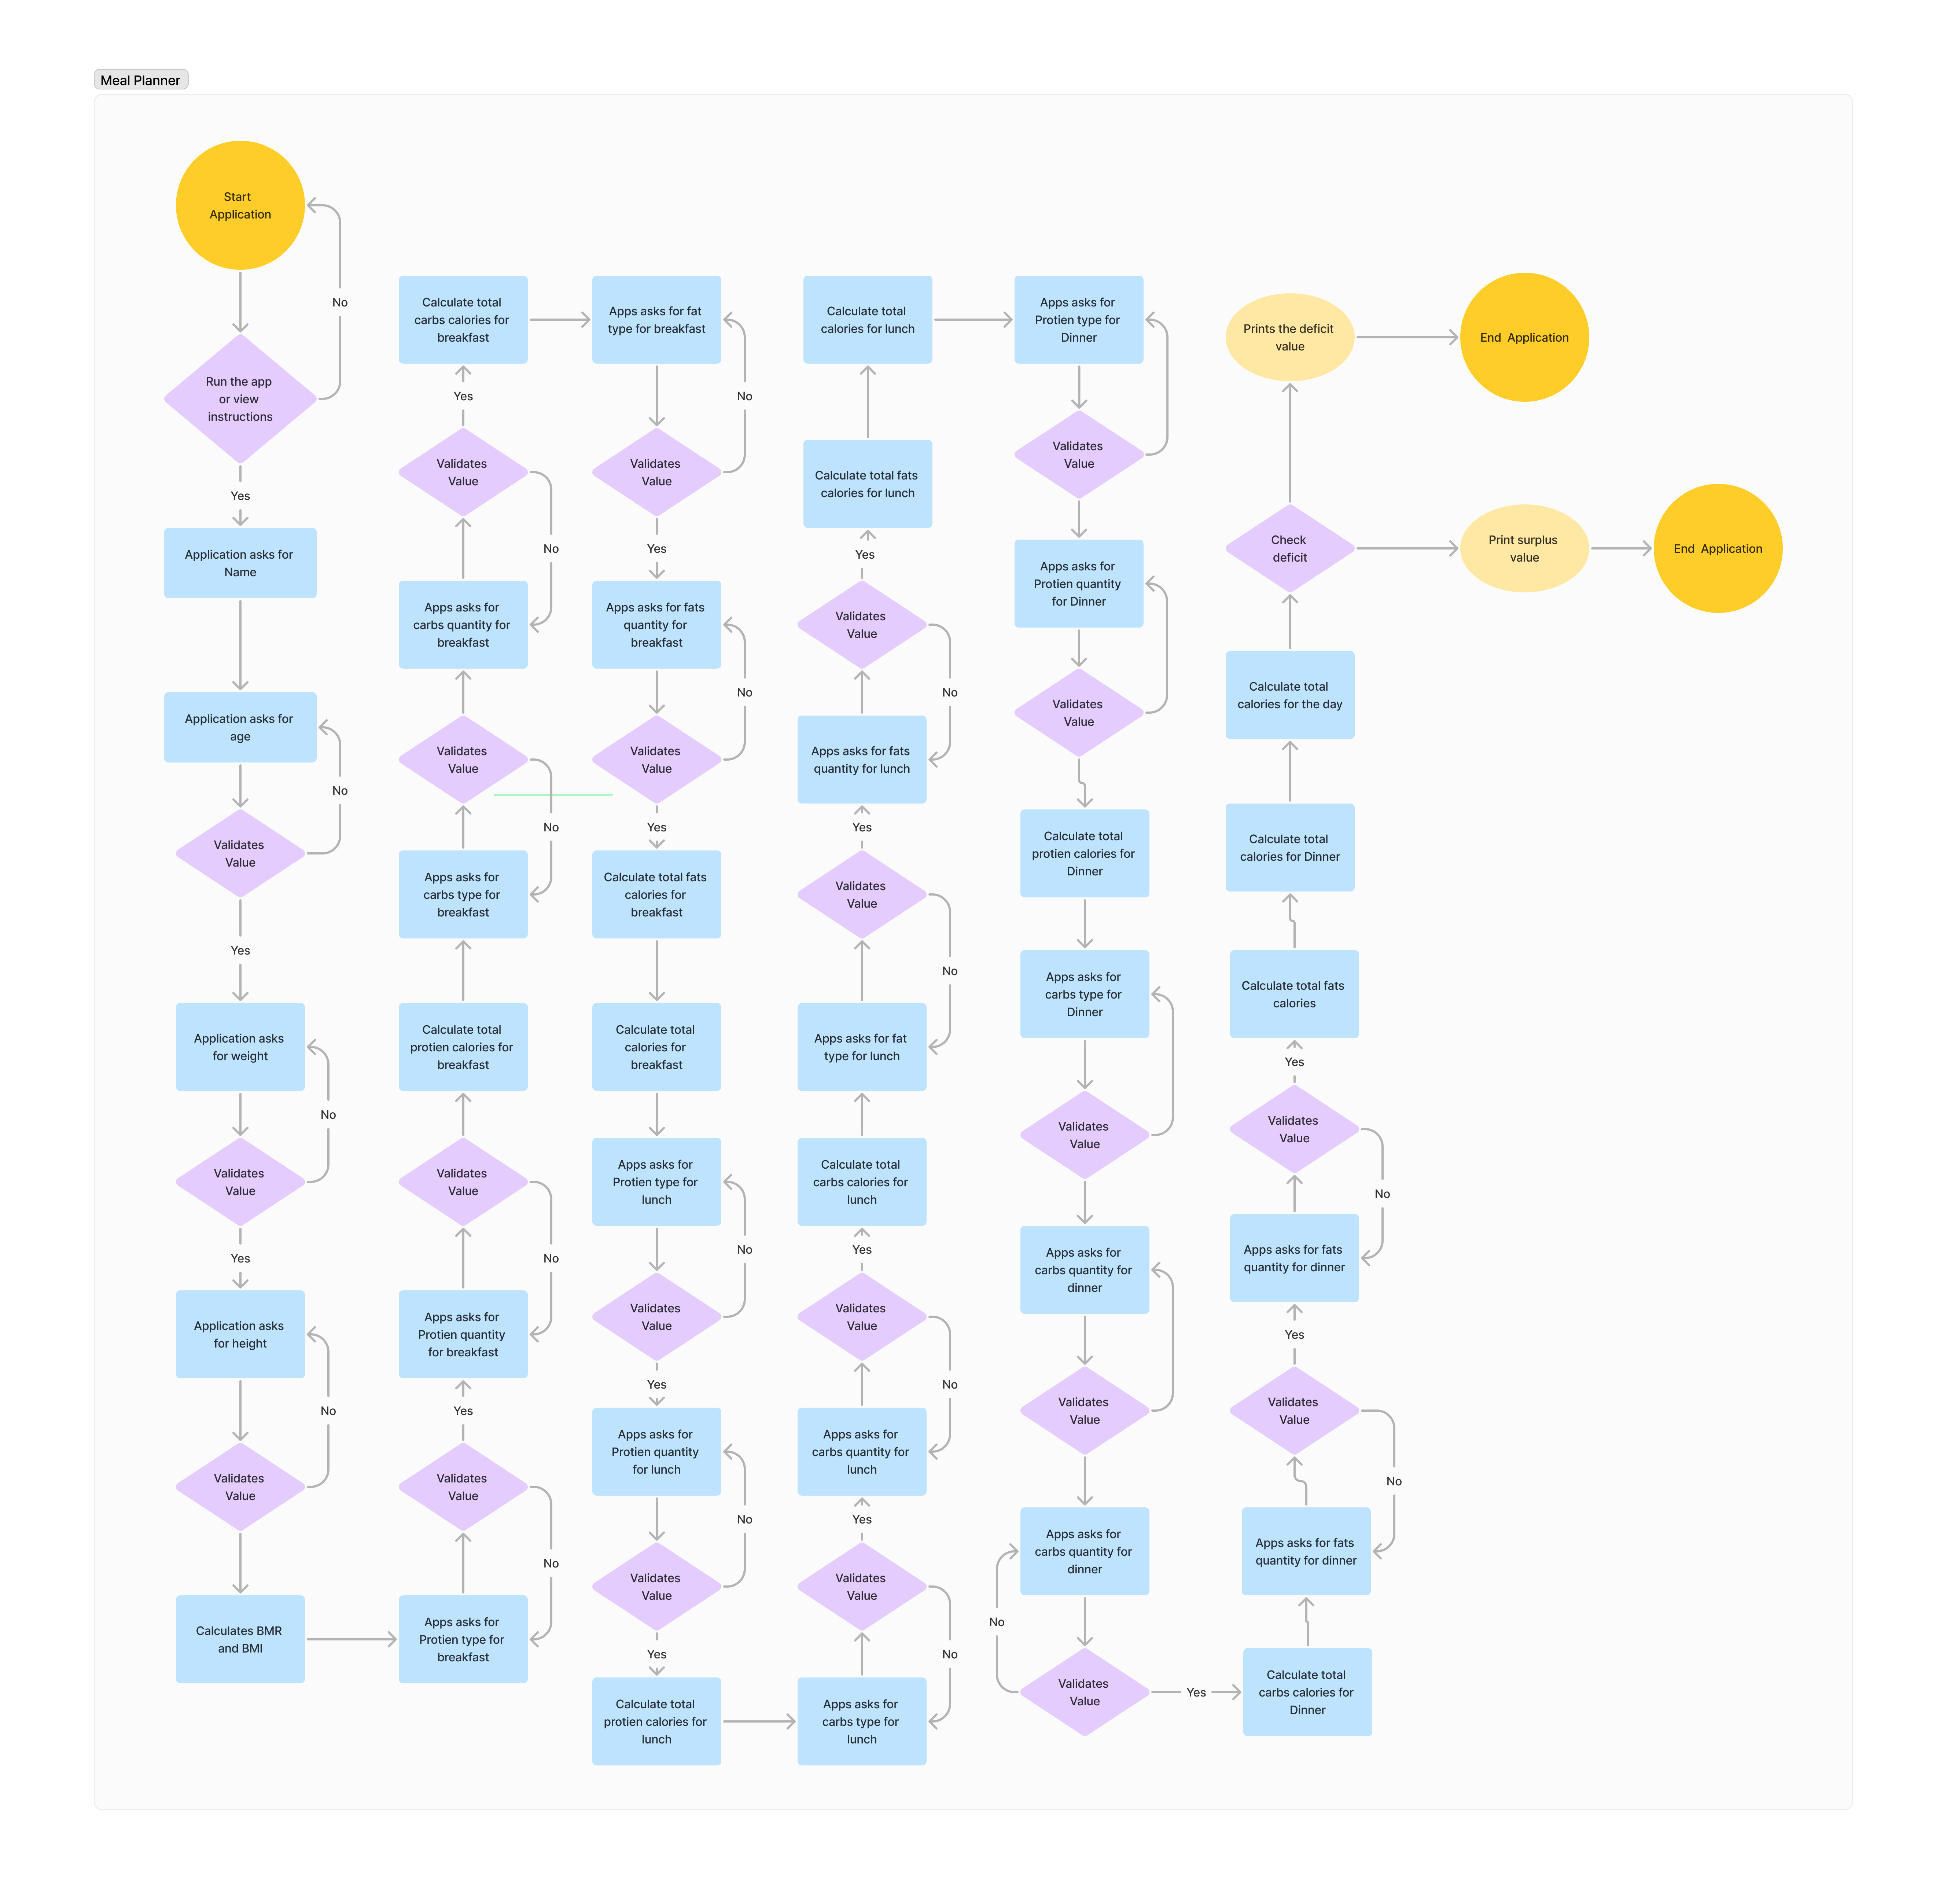 Meal Planner
Start
Application
No
Run the app
or view
instructions
Yes
Application asks for
Name
Application asks for
age
No
Validates
Value
Yes
Application asks
for weight
No
Validates
Value
Yes
Application asks
for height
No
Validates
Value
Calculates BMR
and BMI
Apps asks for
Protien type for
breakfast
No
Validates
Value
Yes
Apps asks for
Protien quantity
for breakfast
No
Validates
Value
Calculate total
protien calories for
breakfast
Apps asks for
carbs type for
breakfast
No
Validates
Value
Apps asks for
carbs quantity for
breakfast
No
Validates
Value
Yes
Calculate total
carbs calories for
breakfast
Apps asks for fat
type for breakfast
No
Validates
Value
Yes
Apps asks for fats
quantity for
breakfast
No
Validates
Value
Yes
Calculate total fats
calories for
breakfast
Calculate total
calories for
breakfast
Apps asks for
Protien type for
lunch
No
Validates
Value
Yes
Apps asks for
Protien quantity
for lunch
No
Validates
Value
Yes
Calculate total
protien calories for
lunch
Apps asks for
carbs type for
lunch
No
Validates
Value
Yes
Apps asks for
carbs quantity for
lunch
No
Validates
Value
Yes
Calculate total
carbs calories for
lunch
Apps asks for fat
type for lunch
No
Validates
Value
Yes
Apps asks for fats
quantity for lunch
No
Validates
Value
Yes
Calculate total fats
calories for lunch
Calculate total
calories for lunch
Apps asks for
Protien type for
Dinner
Validates
Value
Apps asks for
Protien quantity
for Dinner
Validates
Value
Calculate total
protien calories for
Dinner
Apps asks for
carbs type for
Dinner
Validates
Value
Apps asks for
carbs quantity for
dinner
Validates
Value
Apps asks for
carbs quantity for
dinner
No
Validates
Value
Yes
Calculate total
carbs calories for
Dinner
Apps asks for fats
quantity for dinner
No
Validates
Value
Yes
Apps asks for fats
quantity for dinner
No
Validates
Value
Yes
Calculate total fats
calories
Calculate total
calories for Dinner
Calculate total
calories for the day
Check
deficit
Prints the deficit
value
End Application
Print surplus
value
End Application